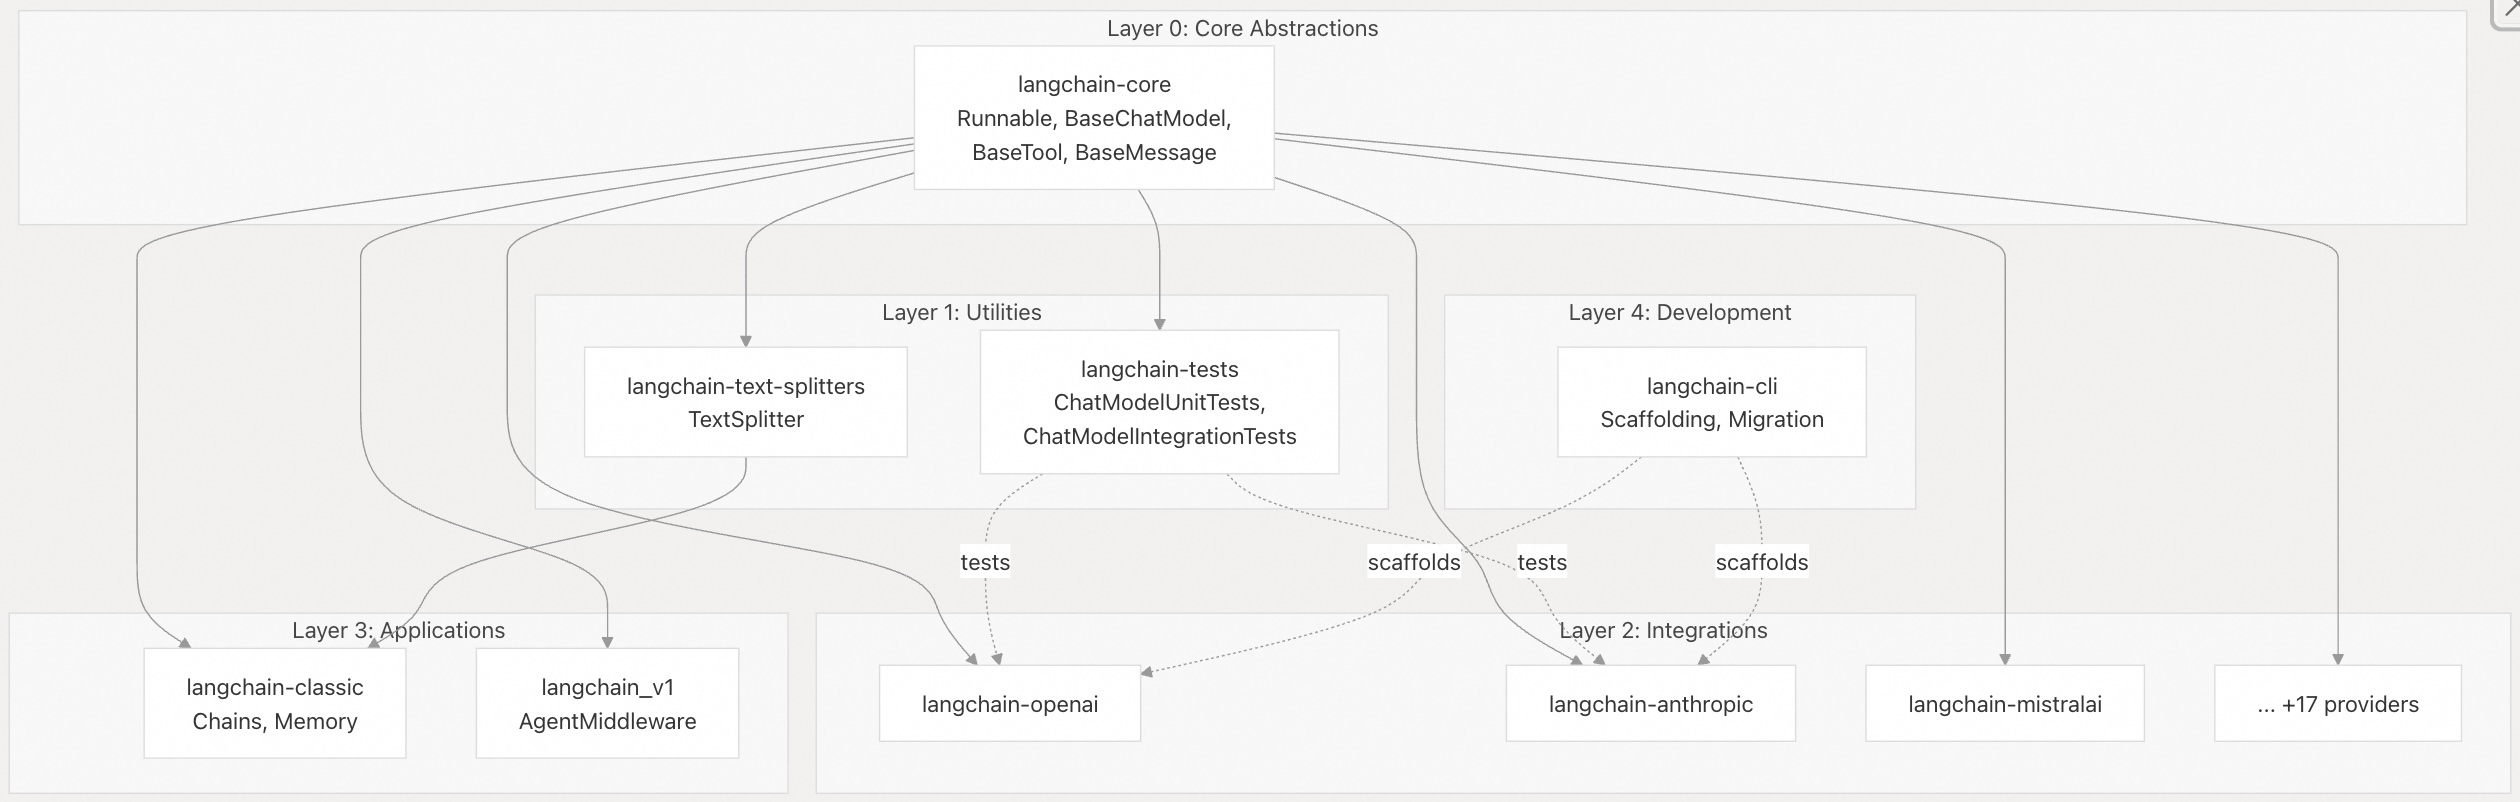 Layer 0: Core Abstractions
langchain-core
Runnable, BaseChatModel,
BaseTool, BaseMessage
Layer 1: Utilities
langchain-text-splitters
TextSplitter
langchain-tests
ChatModelUnitTests,
ChatModelIntegrationTests
Layer 4: Development
langchain-cli
Scaffolding, Migration
tests
scaffolds
tests
scaffolds
Layer 3: Applications
langchain-classic
Chains, Memory
langchain_v1
AgentMiddleware
Layer 2: Integrations
langchain-openai
langchain-anthropic
langchain-mistralai
... +17 providers